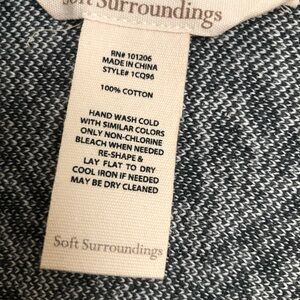 Soft Surroundings
RN# 101206
MADE IN CHINA
STYLE# 1CQ96
100% COTTON
HAND WASH COLD
WITH SIMILAR COLORS
ONLY NON-CHLORINE
BLEACH WHEN NEEDED
RE-SHAPE &
LAY FLAT TO DRY
COOL IRON IF NEEDED
MAY BE DRY CLEANED
Soft Surroundings